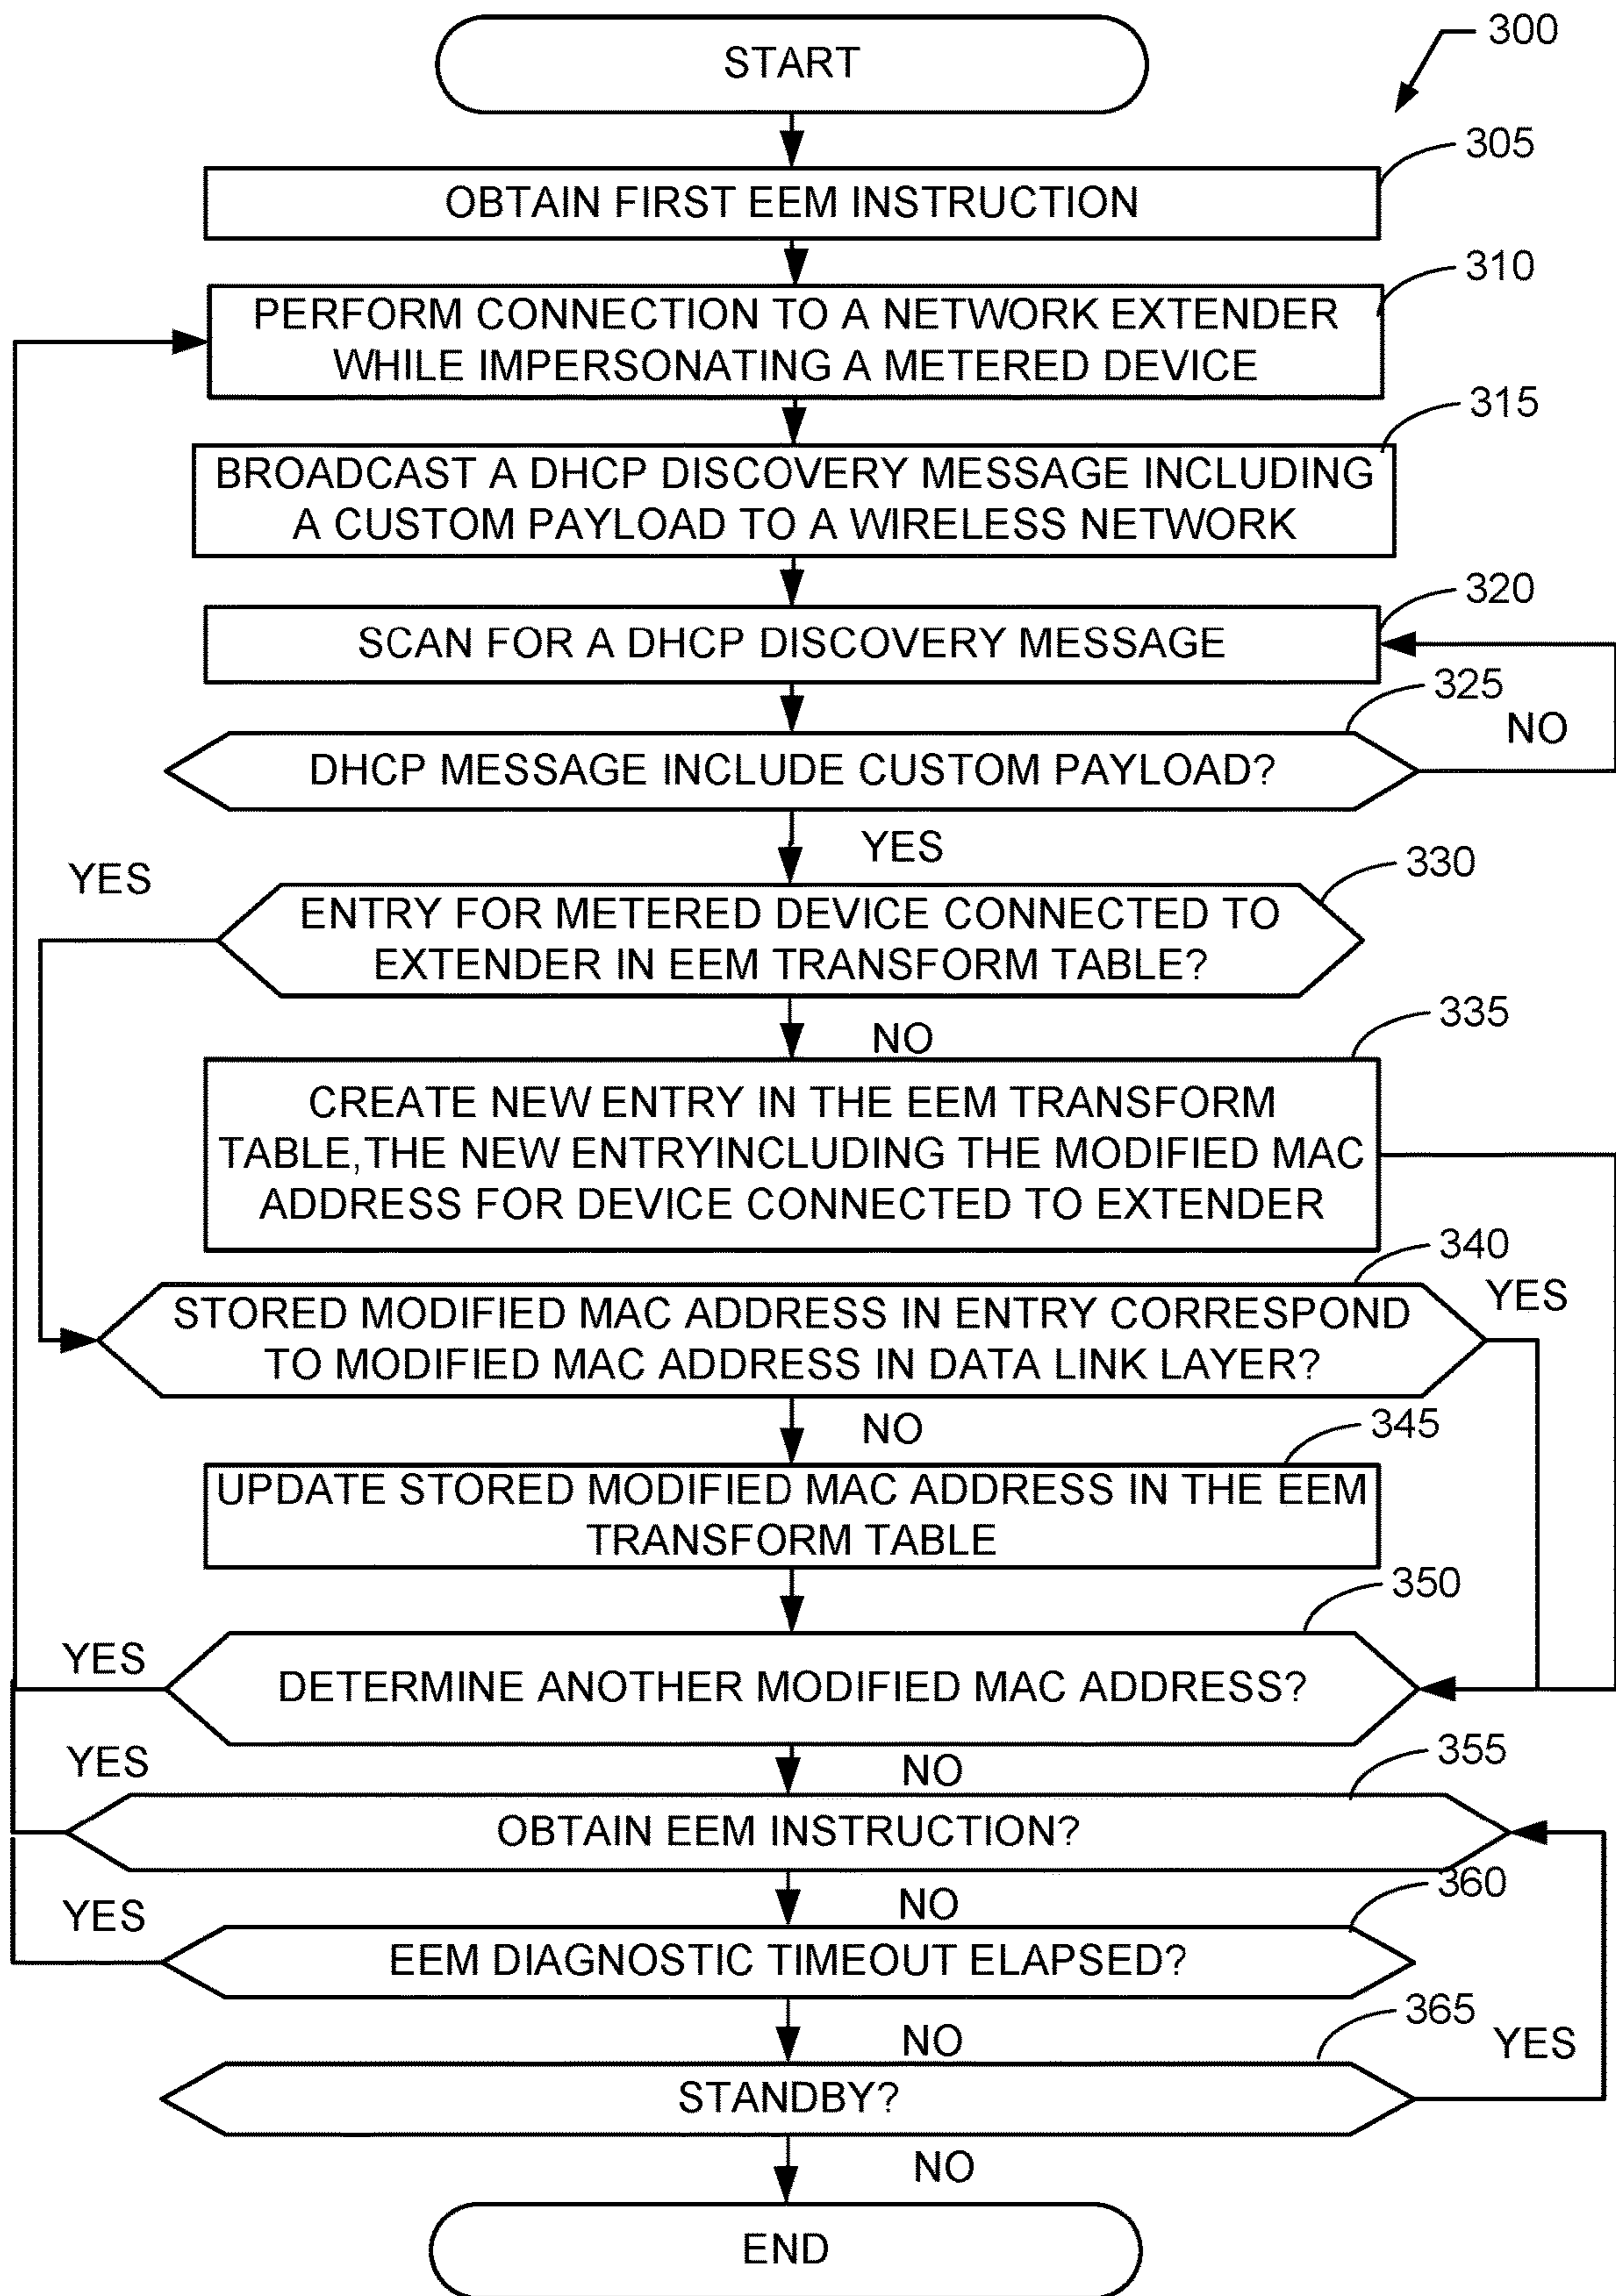 START
300
305
OBTAIN FIRST EEM INSTRUCTION
310
PERFORM CONNECTION TO A NETWORK EXTENDER
WHILE IMPERSONATING A METERED DEVICE
315
BROADCAST A DHCP DISCOVERY MESSAGE INCLUDING
A CUSTOM PAYLOAD TO A WIRELESS NETWORK
320
SCAN FOR A DHCP DISCOVERY MESSAGE
325
NO
DHCP MESSAGE INCLUDE CUSTOM PAYLOAD?
YES
YES
330
ENTRY FOR METERED DEVICE CONNECTED TO
EXTENDER IN EEM TRANSFORM TABLE?
NO
335
CREATE NEW ENTRY IN THE EEM TRANSFORM
TABLE,THE NEW ENTRYINCLUDING THE MODIFIED MAC
ADDRESS FOR DEVICE CONNECTED TO EXTENDER
340
YES
STORED MODIFIED MAC ADDRESS IN ENTRY CORRESPOND
TO MODIFIED MAC ADDRESS IN DATA LINK LAYER?
NO
345
UPDATE STORED MODIFIED MAC ADDRESS IN THE EEM
TRANSFORM TABLE
350
YES
DETERMINE ANOTHER MODIFIED MAC ADDRESS?
NO
355
YES
OBTAIN EEM INSTRUCTION?
NO
360
YES
EEM DIAGNOSTIC TIMEOUT ELAPSED?
NO
365
YES
STANDBY?
NO
END